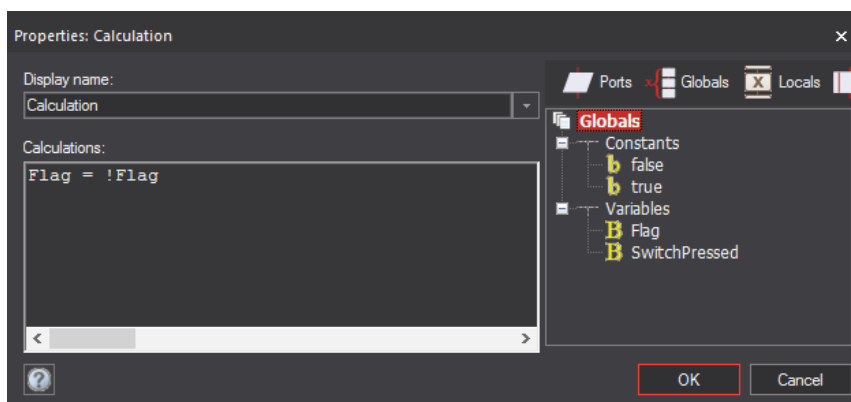 Properties: Calculation
Display name:
Calculation
Calculations:
Flag = !Flag
Ports
Globals
Locals
Globals
Constants
false
true
Variables
Flag
SwitchPressed
OK
Cancel